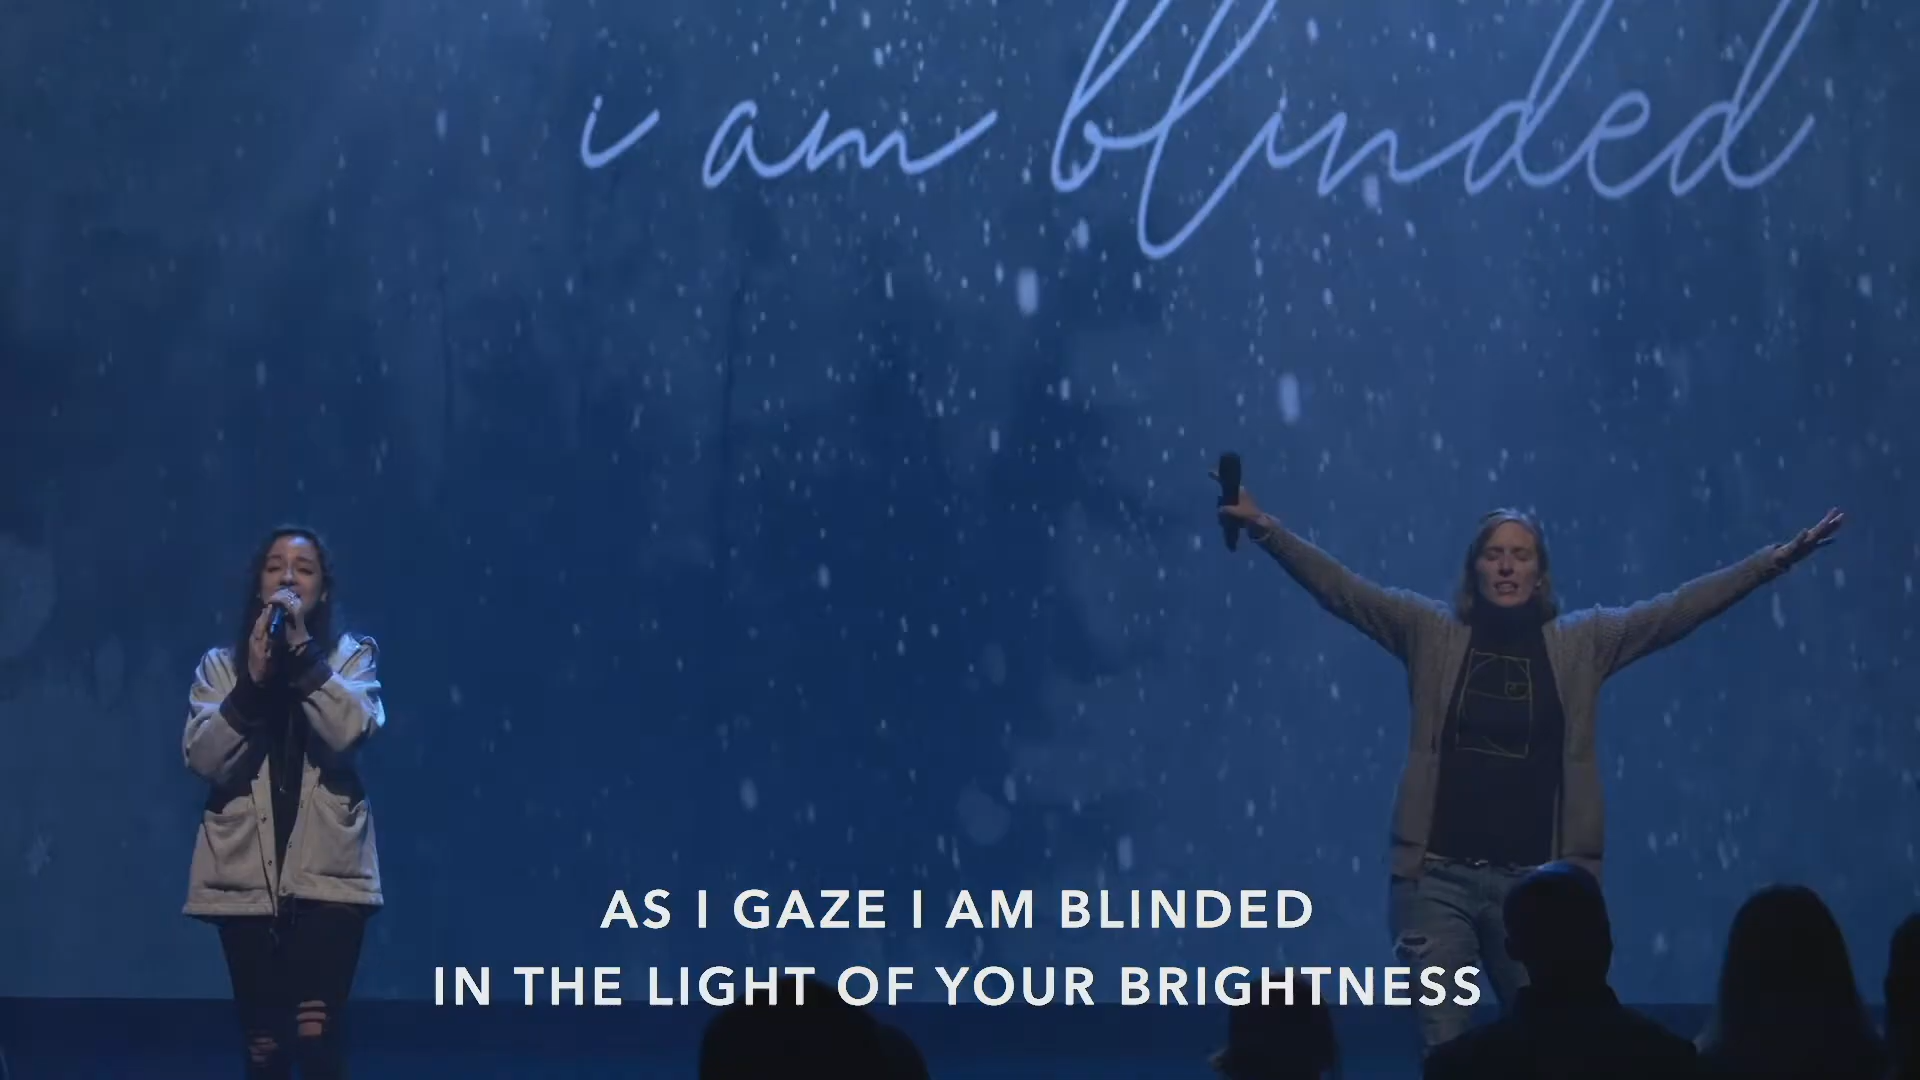 i am blinded
AS I GAZE I AM BLINDED
IN THE LIGHT OF YOUR BRIGHTNESS